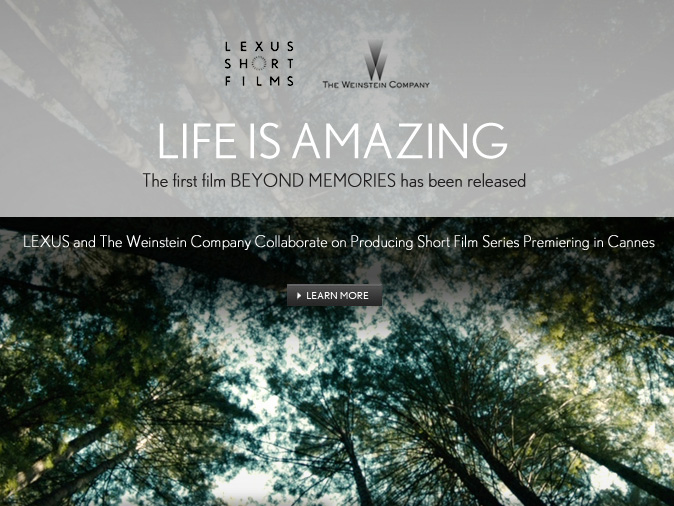 LEXUS
SHORT
FILMS
THE WEINSTEIN COMPANY
LIFE IS AMAZING
The first film BEYOND MEMORIES has been released
LEXUS and The Weinstein Company Collaborate on Producing Short Film Series Premiering in Cannes
LEARN MORE